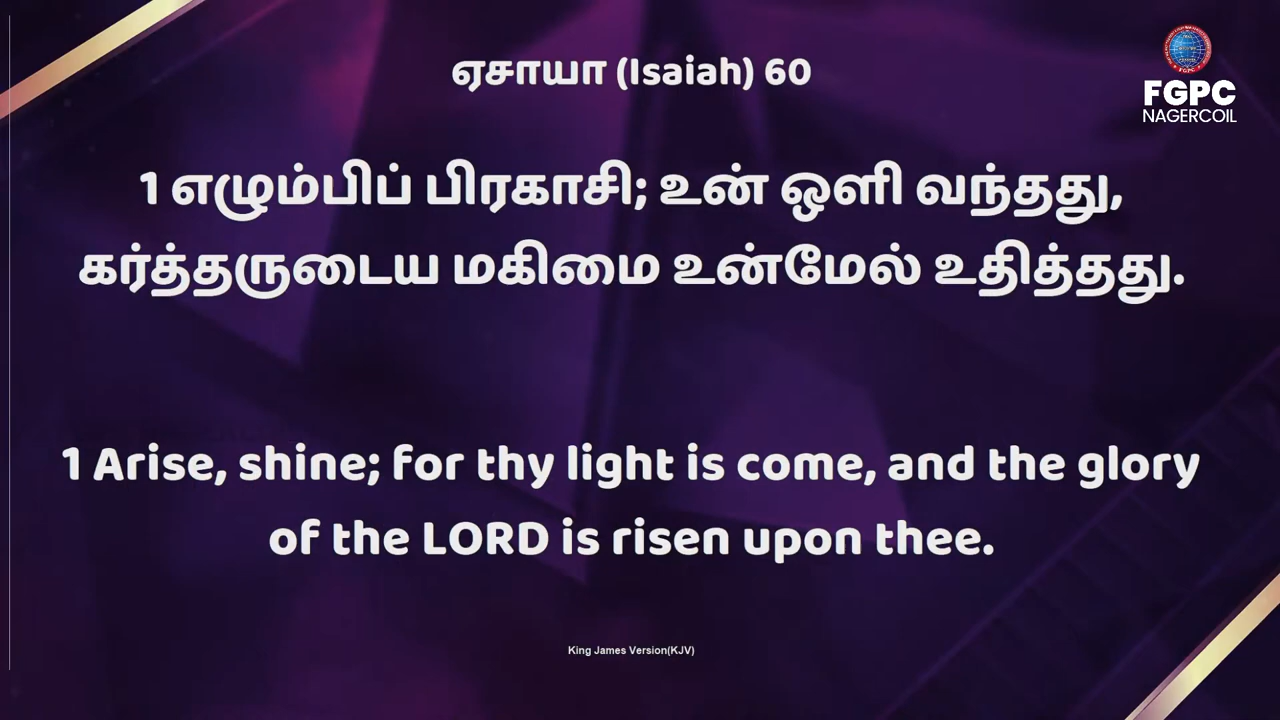 ஏசாயா (Isaiah) 60
FGPC
NAGERCOIL
1 எழும்பிப் பிரகாசி; உன் ஒளி வந்தது,
கர்த்தருடைய மகிமை உன்மேல் உதித்தது.
1 Arise, shine; for thy light is come, and the glory
of the LORD is risen upon thee.
King James Version(KJV)